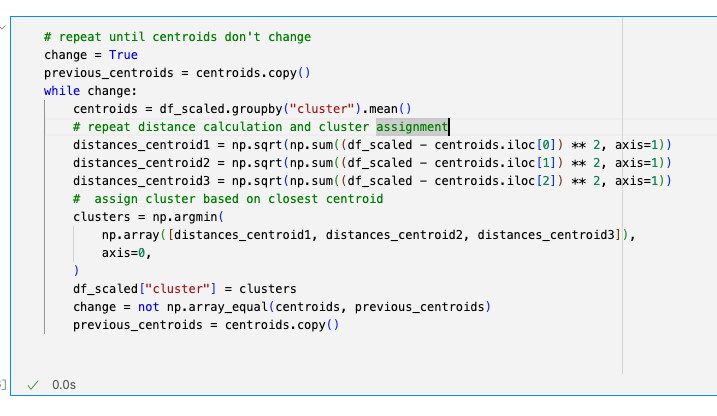 # repeat until centroids don't change
change = True
previous_centroids = centroids.copy()
while change:
    centroids = df_scaled.groupby("cluster").mean()
    # repeat distance calculation and cluster assignment
    distances_centroid1 = np.sqrt(np.sum((df_scaled - centroids.iloc[0]) ** 2, axis=1))
    distances_centroid2 = np.sqrt(np.sum((df_scaled - centroids.iloc[1]) ** 2, axis=1))
    distances_centroid3 = np.sqrt(np.sum((df_scaled - centroids.iloc[2]) ** 2, axis=1))
    #  assign cluster based on closest centroid
    clusters = np.argmin(
        np.array([distances_centroid1, distances_centroid2, distances_centroid3]),
        axis=0,
    )
    df_scaled["cluster"] = clusters
    change = not np.array_equal(centroids, previous_centroids)
    previous_centroids = centroids.copy()
0.0s